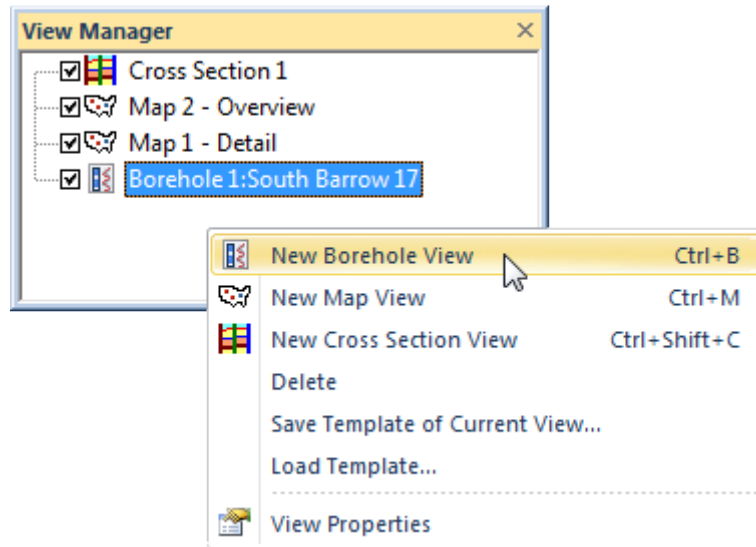 View Manager
Cross Section 1
Map 2 - Overview
Map 1 - Detail
Borehole 1:South Barrow 17
New Borehole View Ctrl+B
New Map View Ctrl+M
New Cross Section View Ctrl+Shift+C
Delete
Save Template of Current View...
Load Template...
View Properties